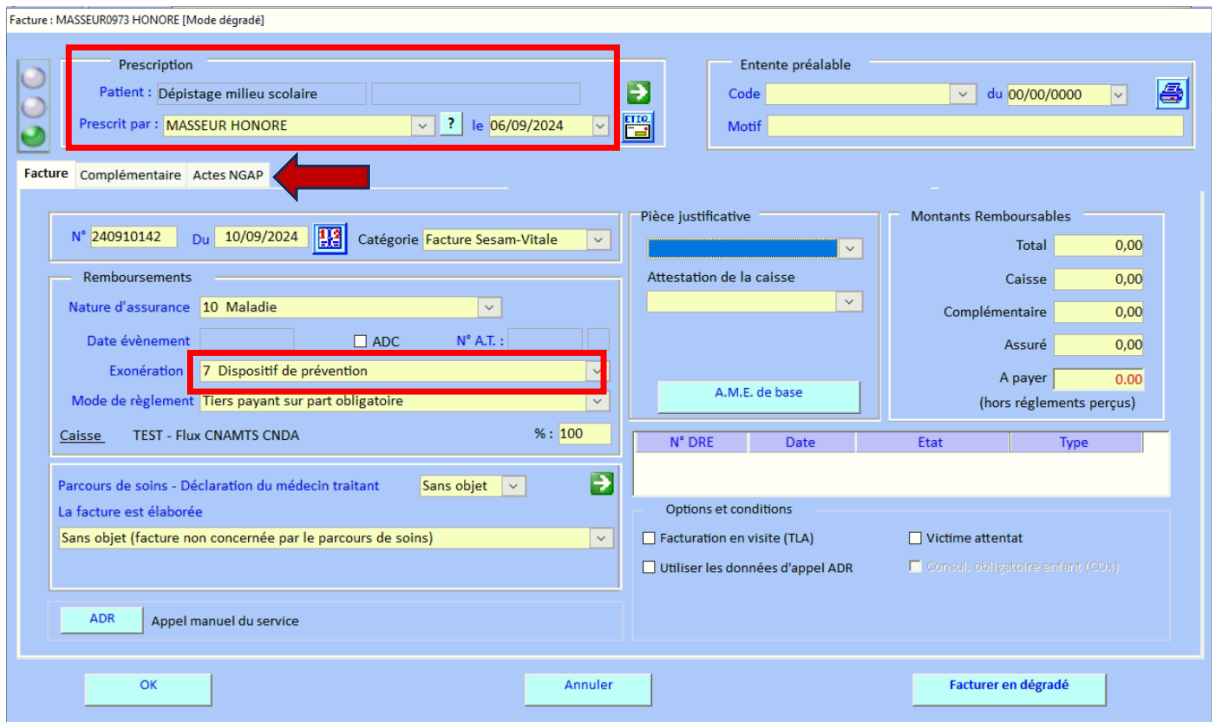 Facture : MASSEUR0973 HONORE [Mode dégradé]
Prescription
Patient : Dépistage milieu scolaire
Prescrit par : MASSEUR HONORE ? le 06/09/2024
ETIQ.
Entente préalable
Code du 00/00/0000
Motif
Facture Complémentaire Actes NGAP
N° 240910142 Du 10/09/2024 Catégorie Facture Sesam-Vitale
Remboursements
Nature d'assurance 10 Maladie
Date évènement ADC N° A.T. :
Exonération 7 Dispositif de prévention
Mode de règlement Tiers payant sur part obligatoire
Caisse TEST - Flux CNAMTS CNDA % : 100
Parcours de soins - Déclaration du médecin traitant Sans objet
La facture est élaborée
Sans objet (facture non concernée par le parcours de soins)
ADR Appel manuel du service
Pièce justificative
Attestation de la caisse
A.M.E. de base
Montants Remboursables
Total 0,00
Caisse 0,00
Complémentaire 0,00
Assuré 0,00
A payer 0.00
(hors réglements perçus)
N° DRE Date Etat Type
Options et conditions
Facturation en visite (TLA) Victime attentat
Utiliser les données d'appel ADR Consul. obligatoire enfant (COx)
OK Annuler Facturer en dégradé